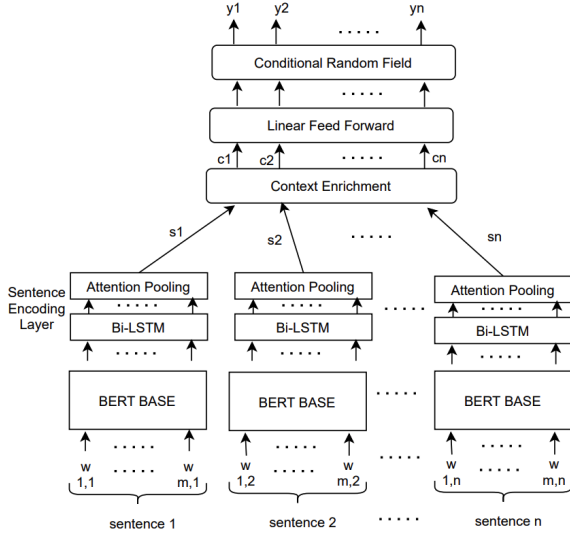 y1 y2 ..... yn
Conditional Random Field
.....
Linear Feed Forward
c1 c2 ..... cn
Context Enrichment
s1 s2 ..... sn
Sentence Encoding Layer
Attention Pooling Attention Pooling Attention Pooling
..... ..... .....
Bi-LSTM Bi-LSTM ..... Bi-LSTM
..... ..... .....
BERT BASE BERT BASE ..... BERT BASE
..... ..... .....
w ..... w w ..... w ..... w ..... w
1,1 m,1 1,2 m,2 1,n m,n
sentence 1 sentence 2 ..... sentence n